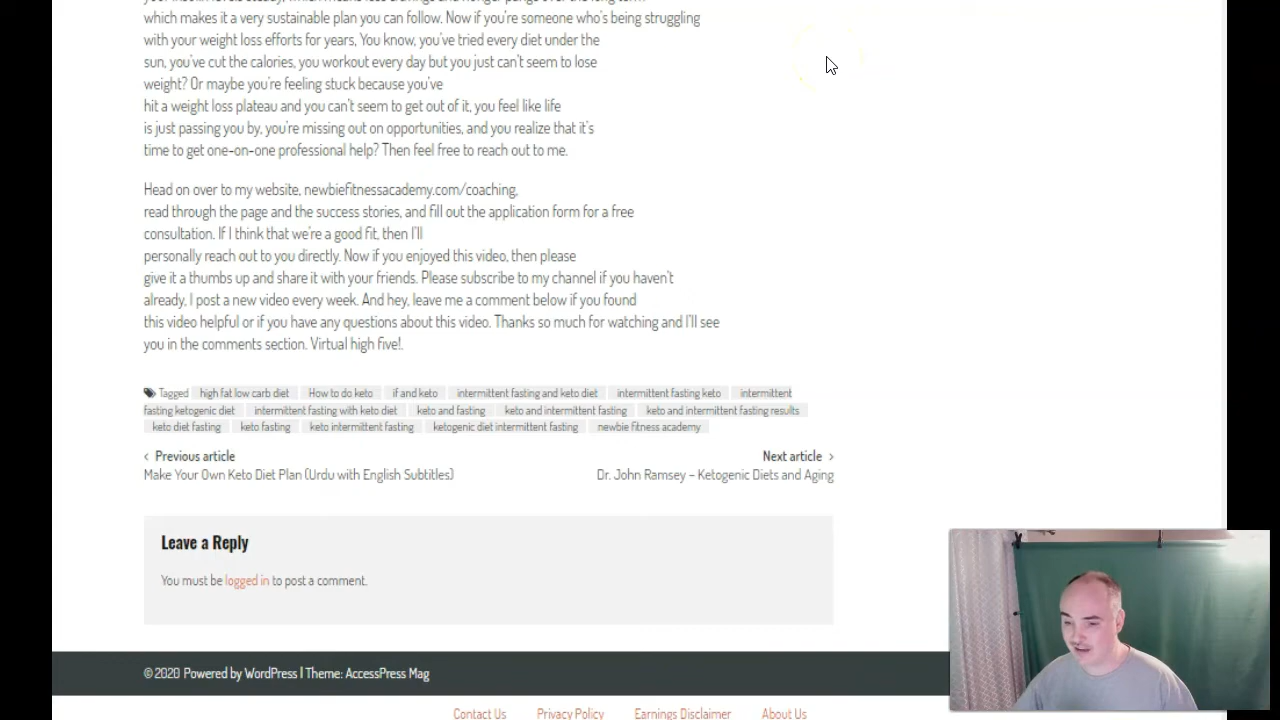 which makes it a very sustainable plan you can follow. Now if you're someone who's being struggling
with your weight loss efforts for years, You know, you've tried every diet under the
sun, you've cut the calories, you workout every day but you just can't seem to lose
weight? Or maybe you're feeling stuck because you've
hit a weight loss plateau and you can't seem to get out of it, you feel like life
is just passing you by, you're missing out on opportunities, and you realize that it's
time to get one-on-one professional help? Then feel free to reach out to me.
Head on over to my website, newbiefitnessacademy.com/coaching,
read through the page and the success stories, and fill out the application form for a free
consultation. If I think that we're a good fit, then I'll
personally reach out to you directly. Now if you enjoyed this video, then please
give it a thumbs up and share it with your friends. Please subscribe to my channel if you haven't
already, I post a new video every week. And hey, leave me a comment below if you found
this video helpful or if you have any questions about this video. Thanks so much for watching and I'll see
you in the comments section. Virtual high five!.
Tagged high fat low carb diet How to do keto if and keto intermittent fasting and keto diet intermittent fasting keto intermittent
fasting ketogenic diet intermittent fasting with keto diet keto and fasting keto and intermittent fasting keto and intermittent fasting results
keto diet fasting keto fasting keto intermittent fasting ketogenic diet intermittent fasting newbie fitness academy
Previous article Next article
Make Your Own Keto Diet Plan (Urdu with English Subtitles) Dr. John Ramsey – Ketogenic Diets and Aging
Leave a Reply
You must be logged in to post a comment.
© 2020 Powered by WordPress | Theme: AccessPress Mag
Contact Us Privacy Policy Earnings Disclaimer About Us